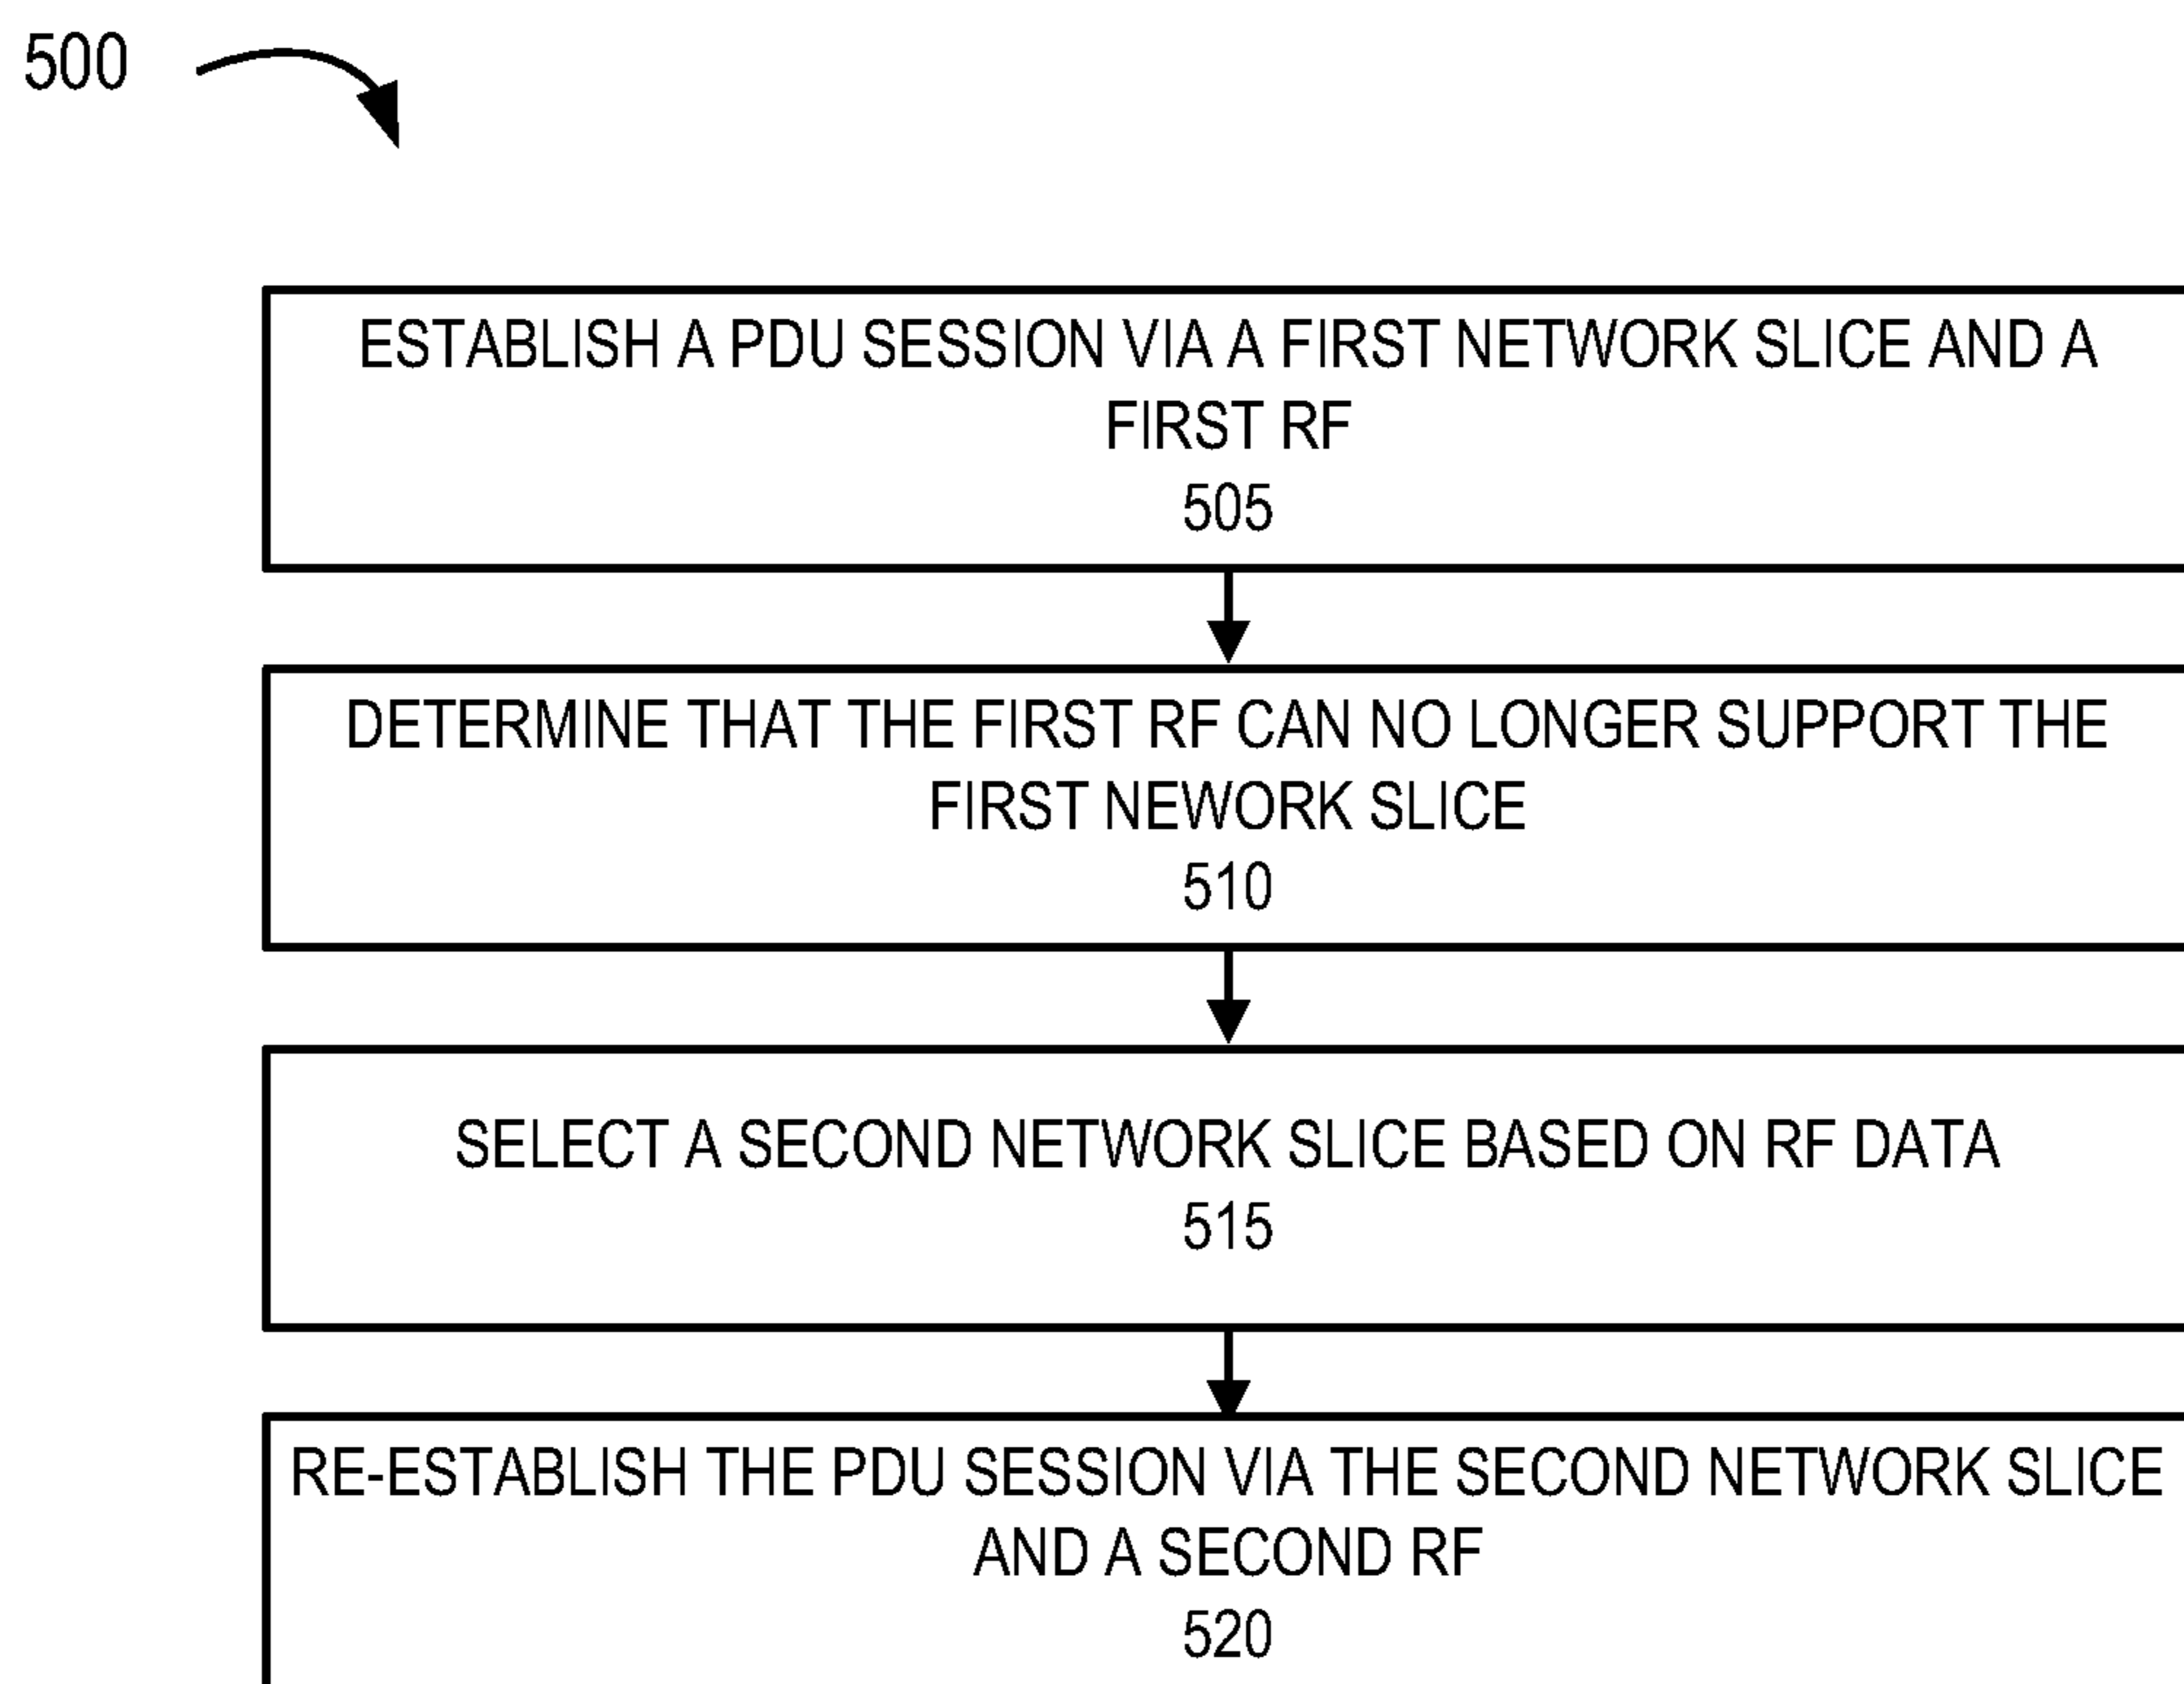 500
ESTABLISH A PDU SESSION VIA A FIRST NETWORK SLICE AND A
FIRST RF
505
DETERMINE THAT THE FIRST RF CAN NO LONGER SUPPORT THE
FIRST NEWORK SLICE
510
SELECT A SECOND NETWORK SLICE BASED ON RF DATA
515
RE-ESTABLISH THE PDU SESSION VIA THE SECOND NETWORK SLICE
AND A SECOND RF
520